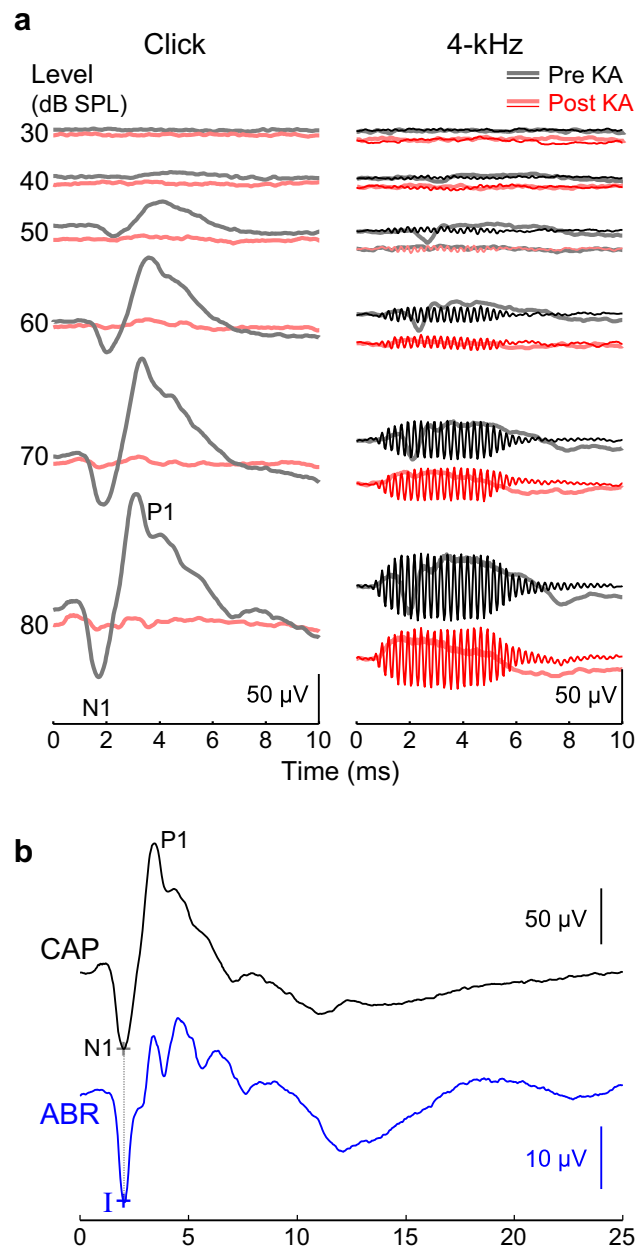 a
Click
4-kHz
Level
(dB SPL)
Pre KA
Post KA
30
40
50
60
70
P1
80
N1
50 µV
50 µV
0 2 4 6 8 10
0 2 4 6 8 10
Time (ms)
b
P1
50 µV
CAP
N1
ABR
10 µV
I
0 5 10 15 20 25